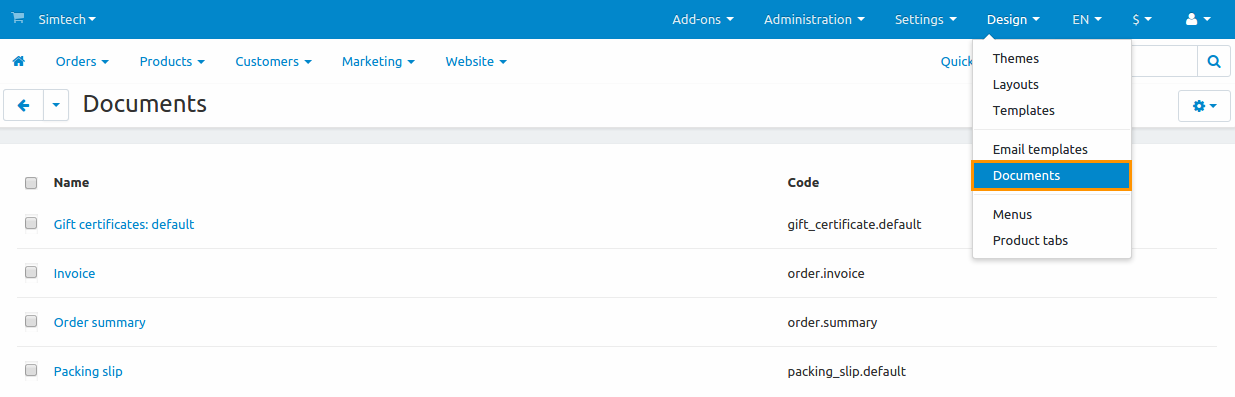 Simtech Add-ons Administration Settings Design EN $
Orders Products Customers Marketing Website Quick
Themes
Layouts
Templates
Email templates
Documents
Menus
Product tabs
Documents
Name Code
Gift certificates: default gift_certificate.default
Invoice order.invoice
Order summary order.summary
Packing slip packing_slip.default